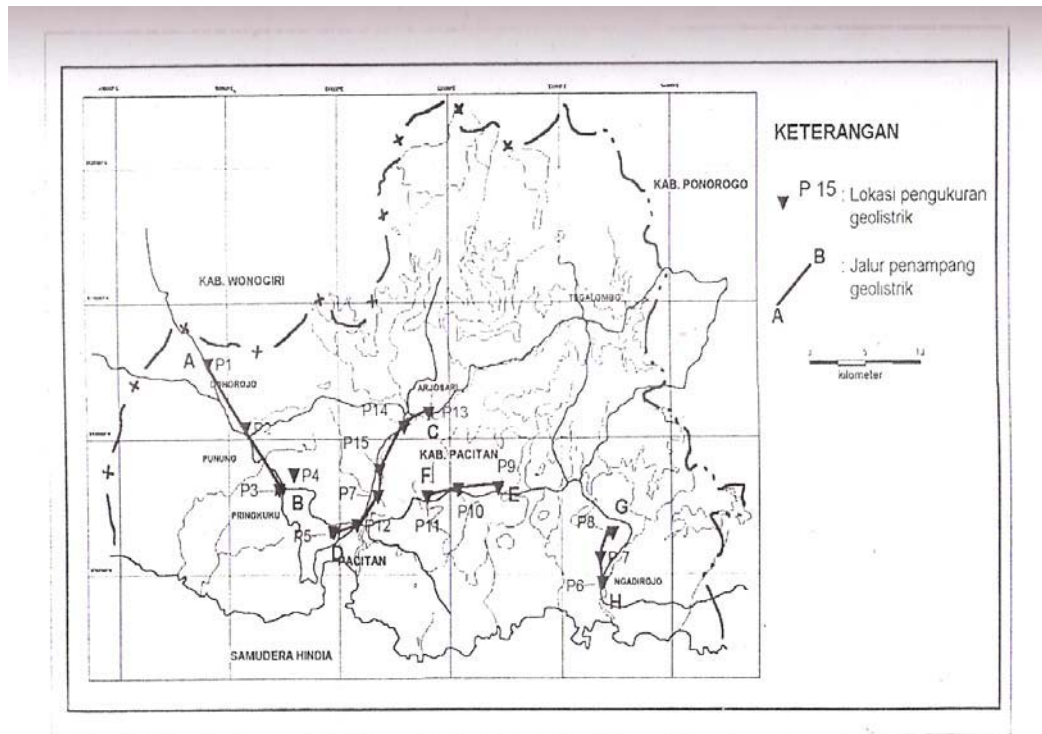 KETERANGAN
P 15 : Lokasi pengukuran
geolistrik
B : Jalur penampang
geolistrik
A
kilometer
KAB. PONOROGO
KAB. WONOGIRI
TEGALOMBO
A
P1
P2
PUNUNG
P4
P3
B
PRINGKUKU
P5
D
PACITAN
P12
P7
P15
P14
ARJOSARI
P13
C
KAB. PACITAN
F
P9
E
P10
P11
G
P8
P7
P6
NGADIROJO
H
SAMUDERA HINDIA